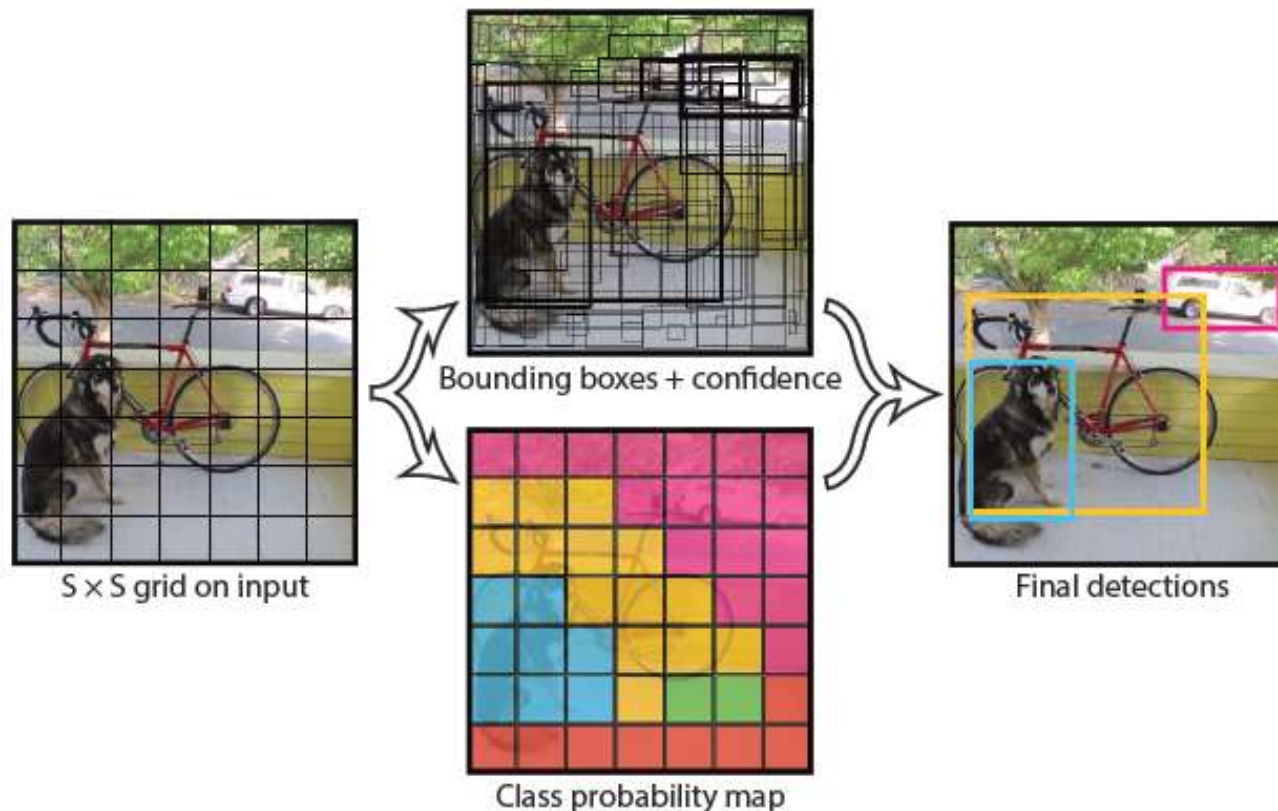 Bounding boxes + confidence
S × S grid on input
Final detections
Class probability map